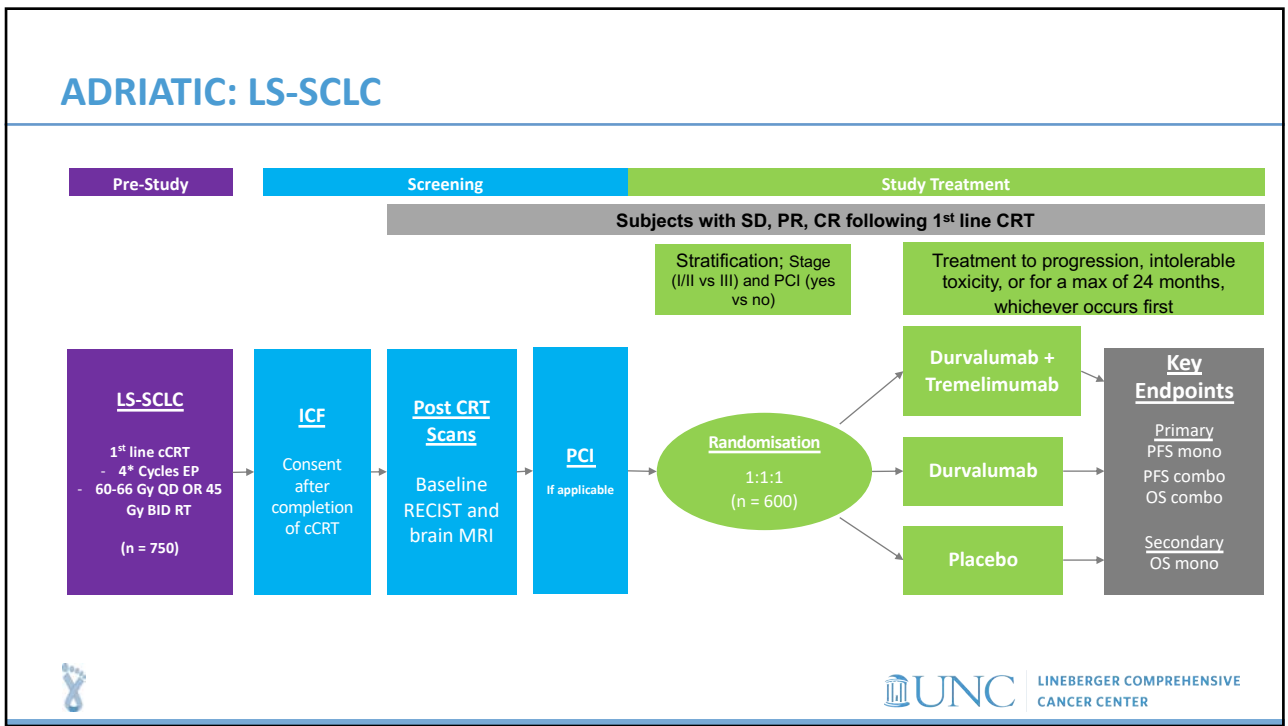 ADRIATIC: LS-SCLC
Pre-Study
Screening
Study Treatment
Subjects with SD, PR, CR following 1st line CRT
Stratification; Stage
(I/II vs III) and PCI (yes
vs no)
Treatment to progression, intolerable
toxicity, or for a max of 24 months,
whichever occurs first
LS-SCLC
1st line cCRT
- 4* Cycles EP
- 60-66 Gy QD OR 45
Gy BID RT
(n = 750)
ICF
Consent
after
completion
of cCRT
Post CRT
Scans
Baseline
RECIST and
brain MRI
PCI
If applicable
Randomisation
1:1:1
(n = 600)
Durvalumab +
Tremelimumab
Durvalumab
Placebo
Key
Endpoints
Primary
PFS mono
PFS combo
OS combo
Secondary
OS mono
UNC
LINEBERGER COMPREHENSIVE
CANCER CENTER